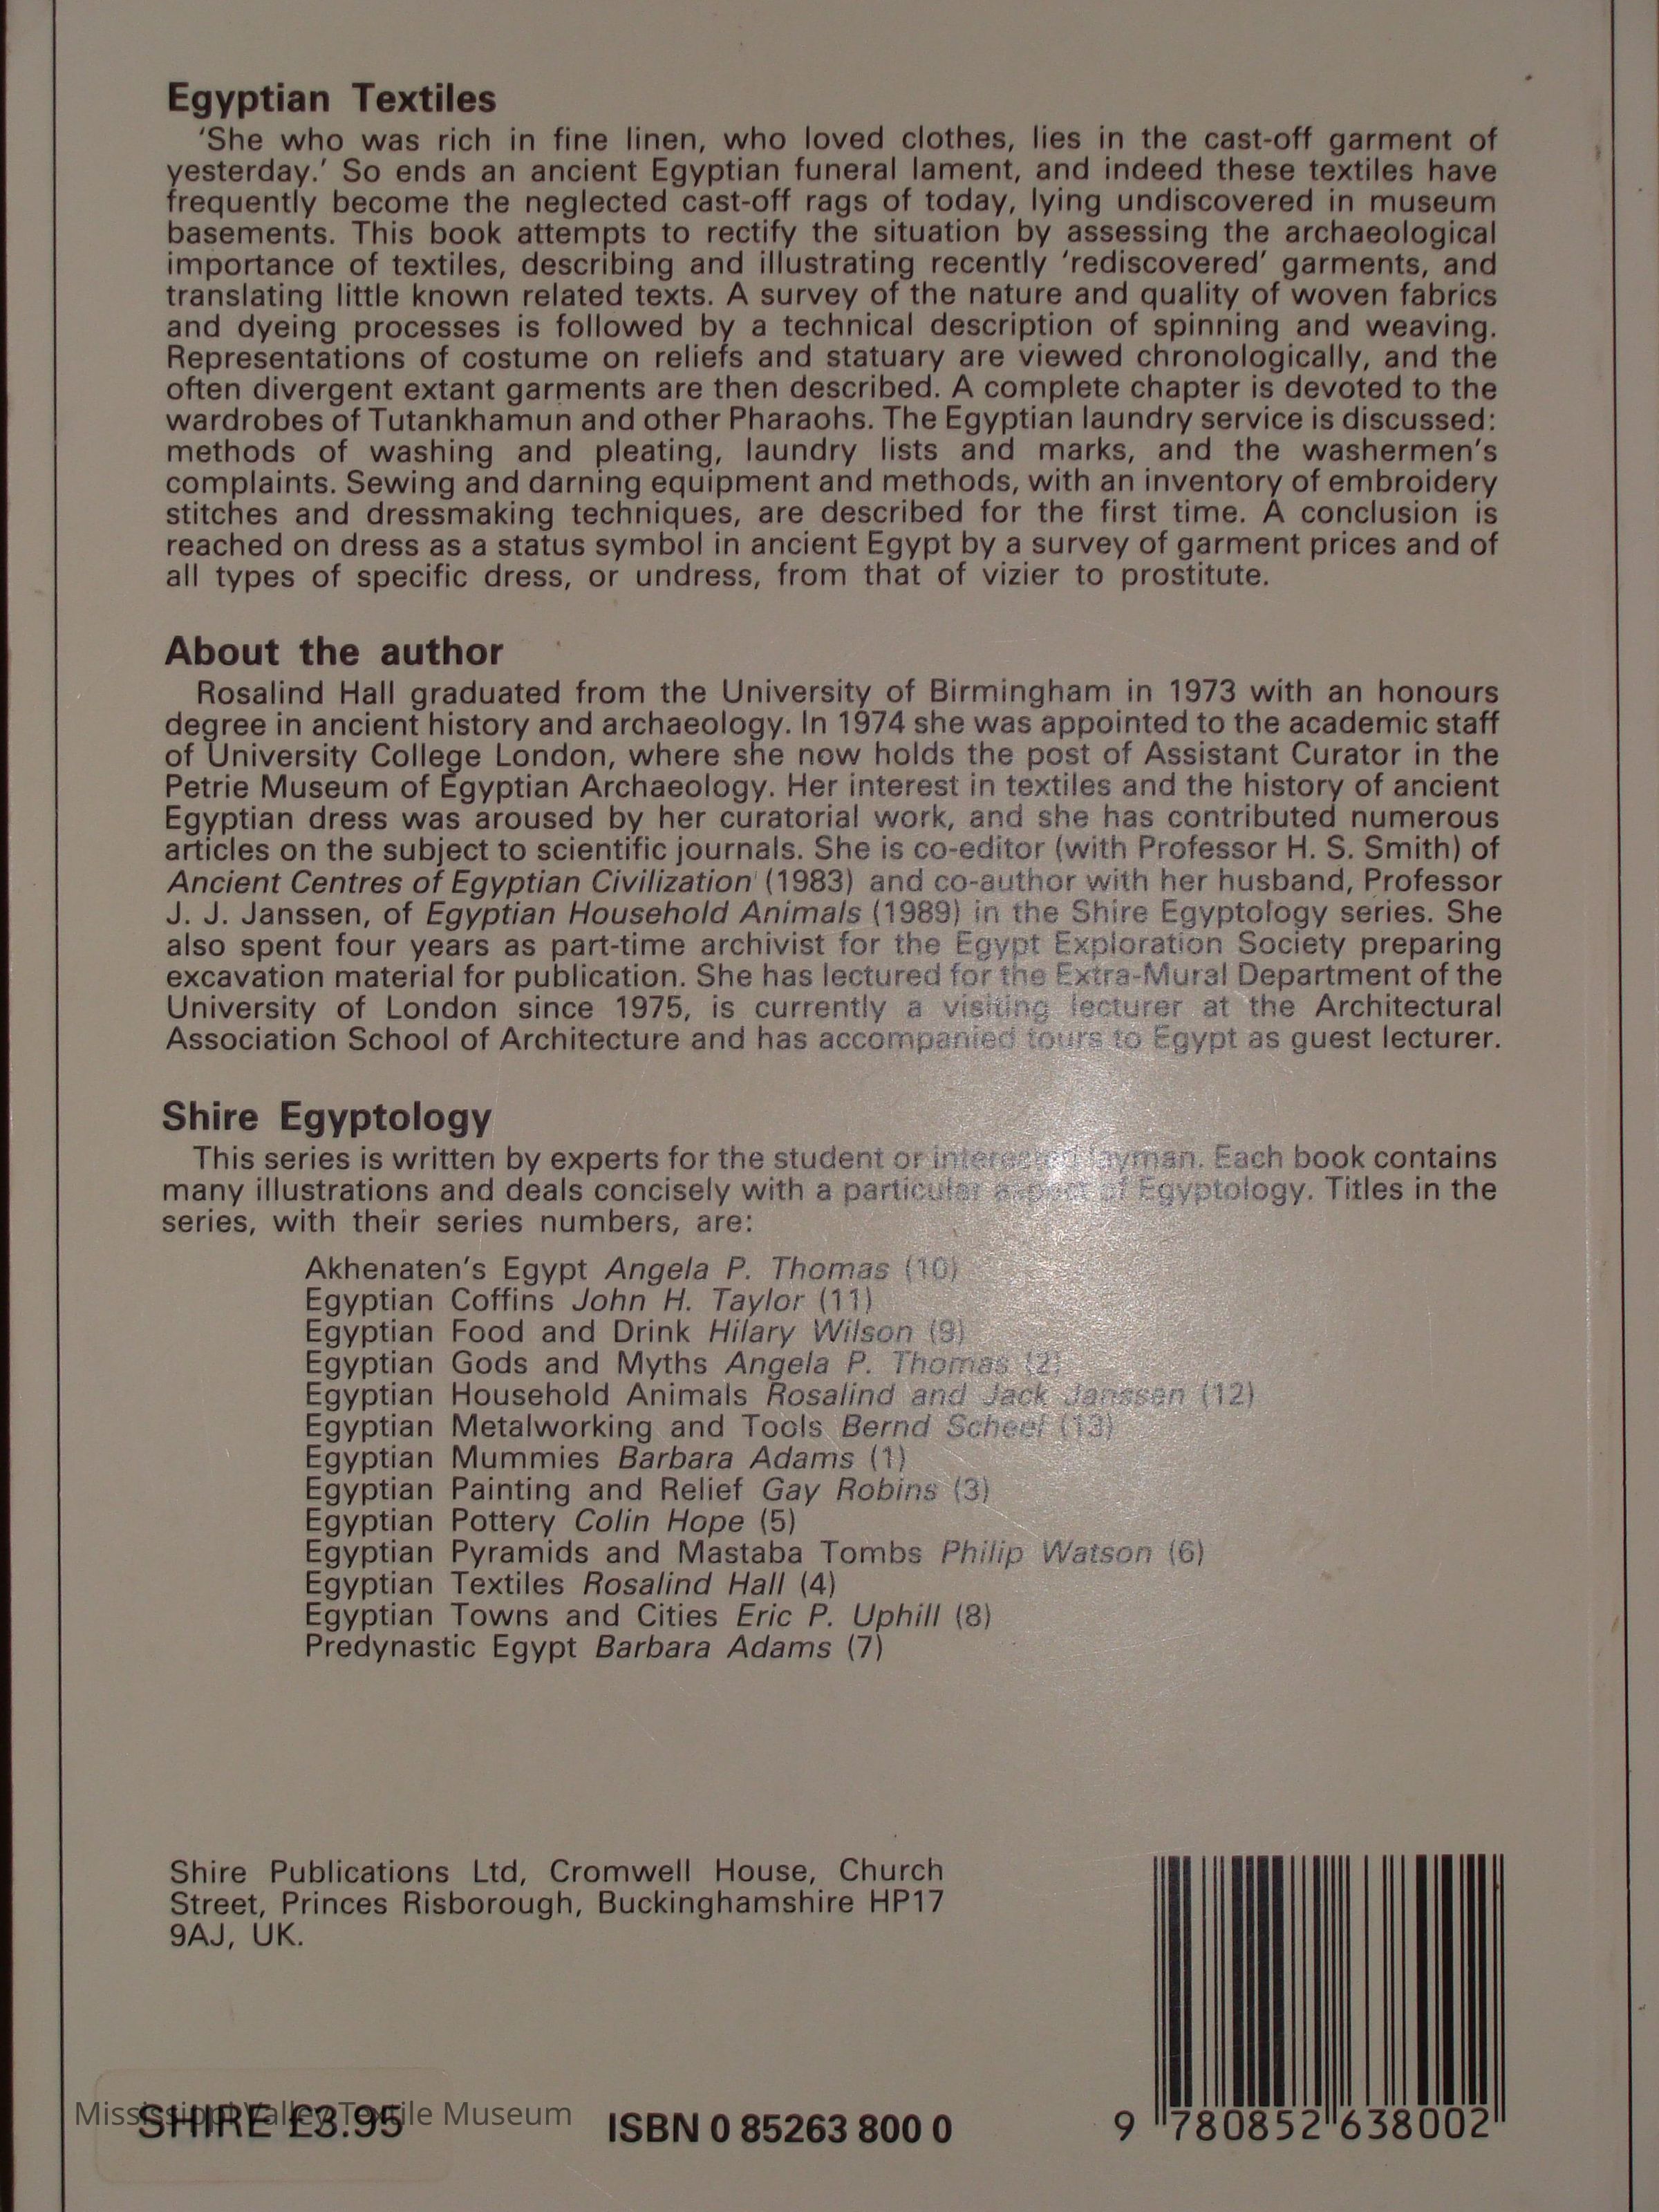 Egyptian Textiles
'She who was rich in fine linen, who loved clothes, lies in the cast-off garment of
yesterday.' So ends an ancient Egyptian funeral lament, and indeed these textiles have
frequently become the neglected cast-off rags of today, lying undiscovered in museum
basements. This book attempts to rectify the situation by assessing the archaeological
importance of textiles, describing and illustrating recently 'rediscovered' garments, and
translating little known related texts. A survey of the nature and quality of woven fabrics
and dyeing processes is followed by a technical description of spinning and weaving.
Representations of costume on reliefs and statuary are viewed chronologically, and the
often divergent extant garments are then described. A complete chapter is devoted to the
wardrobes of Tutankhamun and other Pharaohs. The Egyptian laundry service is discussed:
methods of washing and pleating, laundry lists and marks, and the washermen's
complaints. Sewing and darning equipment and methods, with an inventory of embroidery
stitches and dressmaking techniques, are described for the first time. A conclusion is
reached on dress as a status symbol in ancient Egypt by a survey of garment prices and of
all types of specific dress, or undress, from that of vizier to prostitute.
About the author
Rosalind Hall graduated from the University of Birmingham in 1973 with an honours
degree in ancient history and archaeology. In 1974 she was appointed to the academic staff
of University College London, where she now holds the post of Assistant Curator in the
Petrie Museum of Egyptian Archaeology. Her interest in textiles and the history of ancient
Egyptian dress was aroused by her curatorial work, and she has contributed numerous
articles on the subject to scientific journals. She is co-editor (with Professor H. S. Smith) of
Ancient Centres of Egyptian Civilization (1983) and co-author with her husband, Professor
J. J. Janssen, of Egyptian Household Animals (1989) in the Shire Egyptology series. She
also spent four years as part-time archivist for the Egypt Exploration Society preparing
excavation material for publication. She has lectured for the Extra-Mural Department of the
University of London since 1975, is currently a visiting lecturer at the Architectural
Association School of Architecture and has accompanied tours to Egypt as guest lecturer.
Shire Egyptology
This series is written by experts for the student or interested layman. Each book contains
many illustrations and deals concisely with a particular aspect of Egyptology. Titles in the
series, with their series numbers, are:
Akhenaten's Egypt Angela P. Thomas (10)
Egyptian Coffins John H. Taylor (11)
Egyptian Food and Drink Hilary Wilson (9)
Egyptian Gods and Myths Angela P. Thomas (2)
Egyptian Household Animals Rosalind and Jack Janssen (12)
Egyptian Metalworking and Tools Bernd Scheel (13)
Egyptian Mummies Barbara Adams (1)
Egyptian Painting and Relief Gay Robins (3)
Egyptian Pottery Colin Hope (5)
Egyptian Pyramids and Mastaba Tombs Philip Watson (6)
Egyptian Textiles Rosalind Hall (4)
Egyptian Towns and Cities Eric P. Uphill (8)
Predynastic Egypt Barbara Adams (7)
Shire Publications Ltd, Cromwell House, Church
Street, Princes Risborough, Buckinghamshire HP17
9AJ, UK.
Mississippi Valley Textile Museum
SHIRE £3.95
ISBN 0 85263 800 0
9 780852 638002